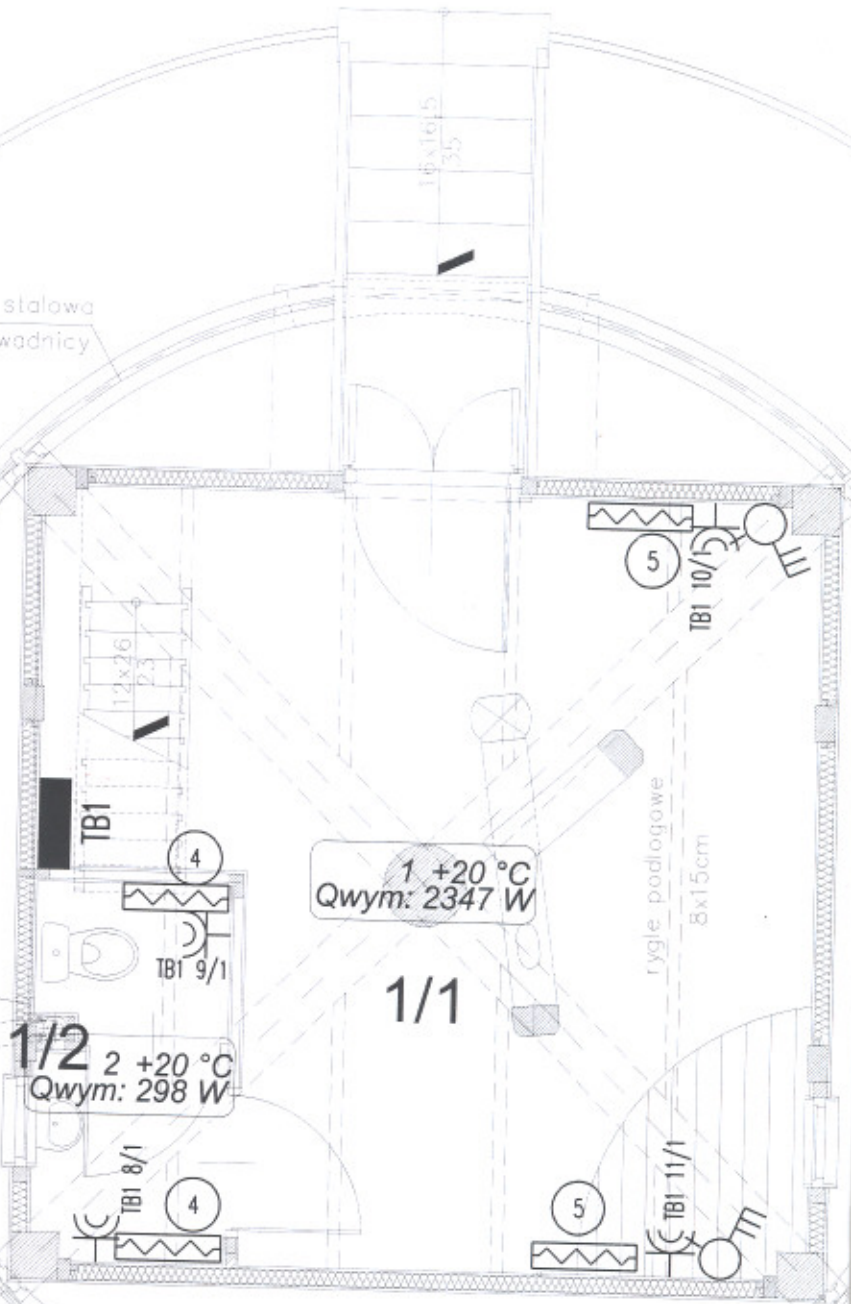 16x16,5
35
stalowa
wadnicy
5
TB1 10/1
12x26
23
TB1
4
1 +20 °C
Qwym: 2347 W
rygle podłogowe
8x15cm
TB1 9/1
1/1
1/2
2 +20 °C
Qwym: 298 W
TB1 8/1
4
5
TB1 11/1